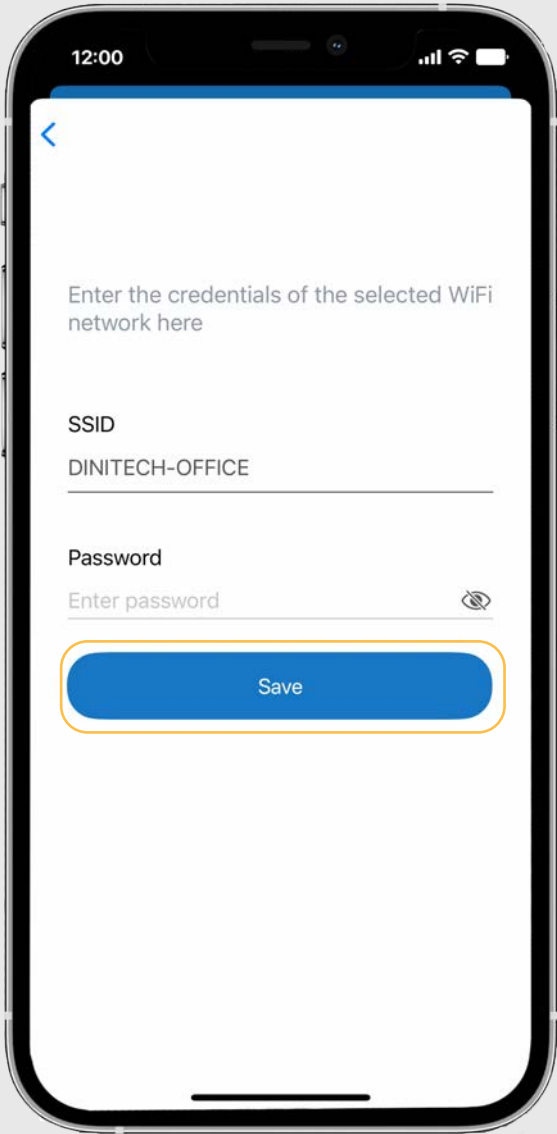 12:00
Enter the credentials of the selected WiFi
network here
SSID
DINITECH-OFFICE
Password
Enter password
Save